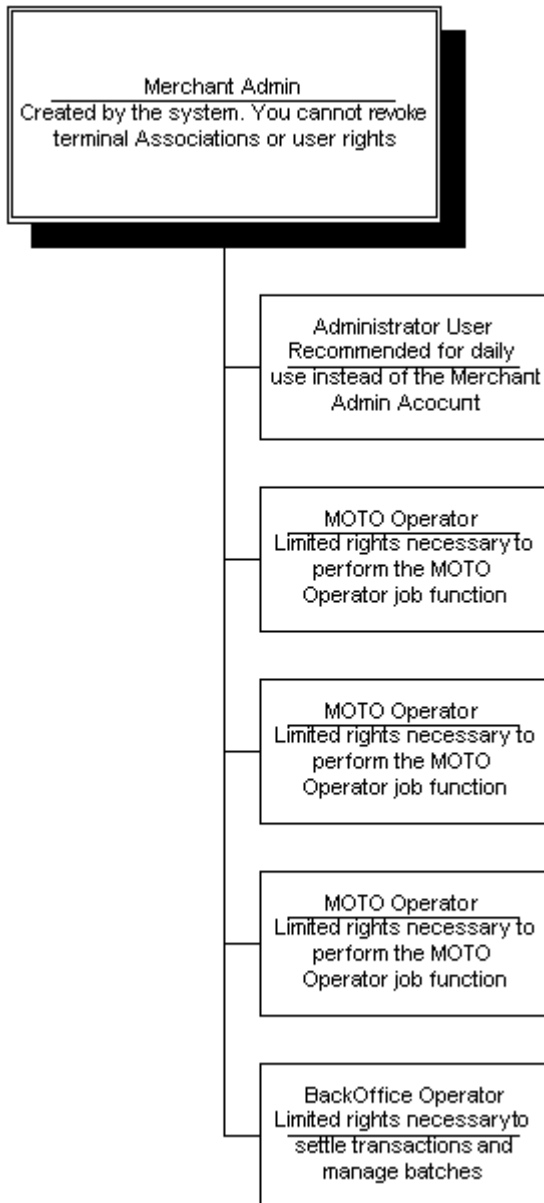 Merchant Admin
Created by the system. You cannot revoke
terminal Associations or user rights
Administrator User
Recommended for daily
use instead of the Merchant
Admin Acocunt
MOTO Operator
Limited rights necessary to
perform the MOTO
Operator job function
MOTO Operator
Limited rights necessary to
perform the MOTO
Operator job function
MOTO Operator
Limited rights necessary to
perform the MOTO
Operator job function
BackOffice Operator
Limited rights necessary to
settle transactions and
manage batches